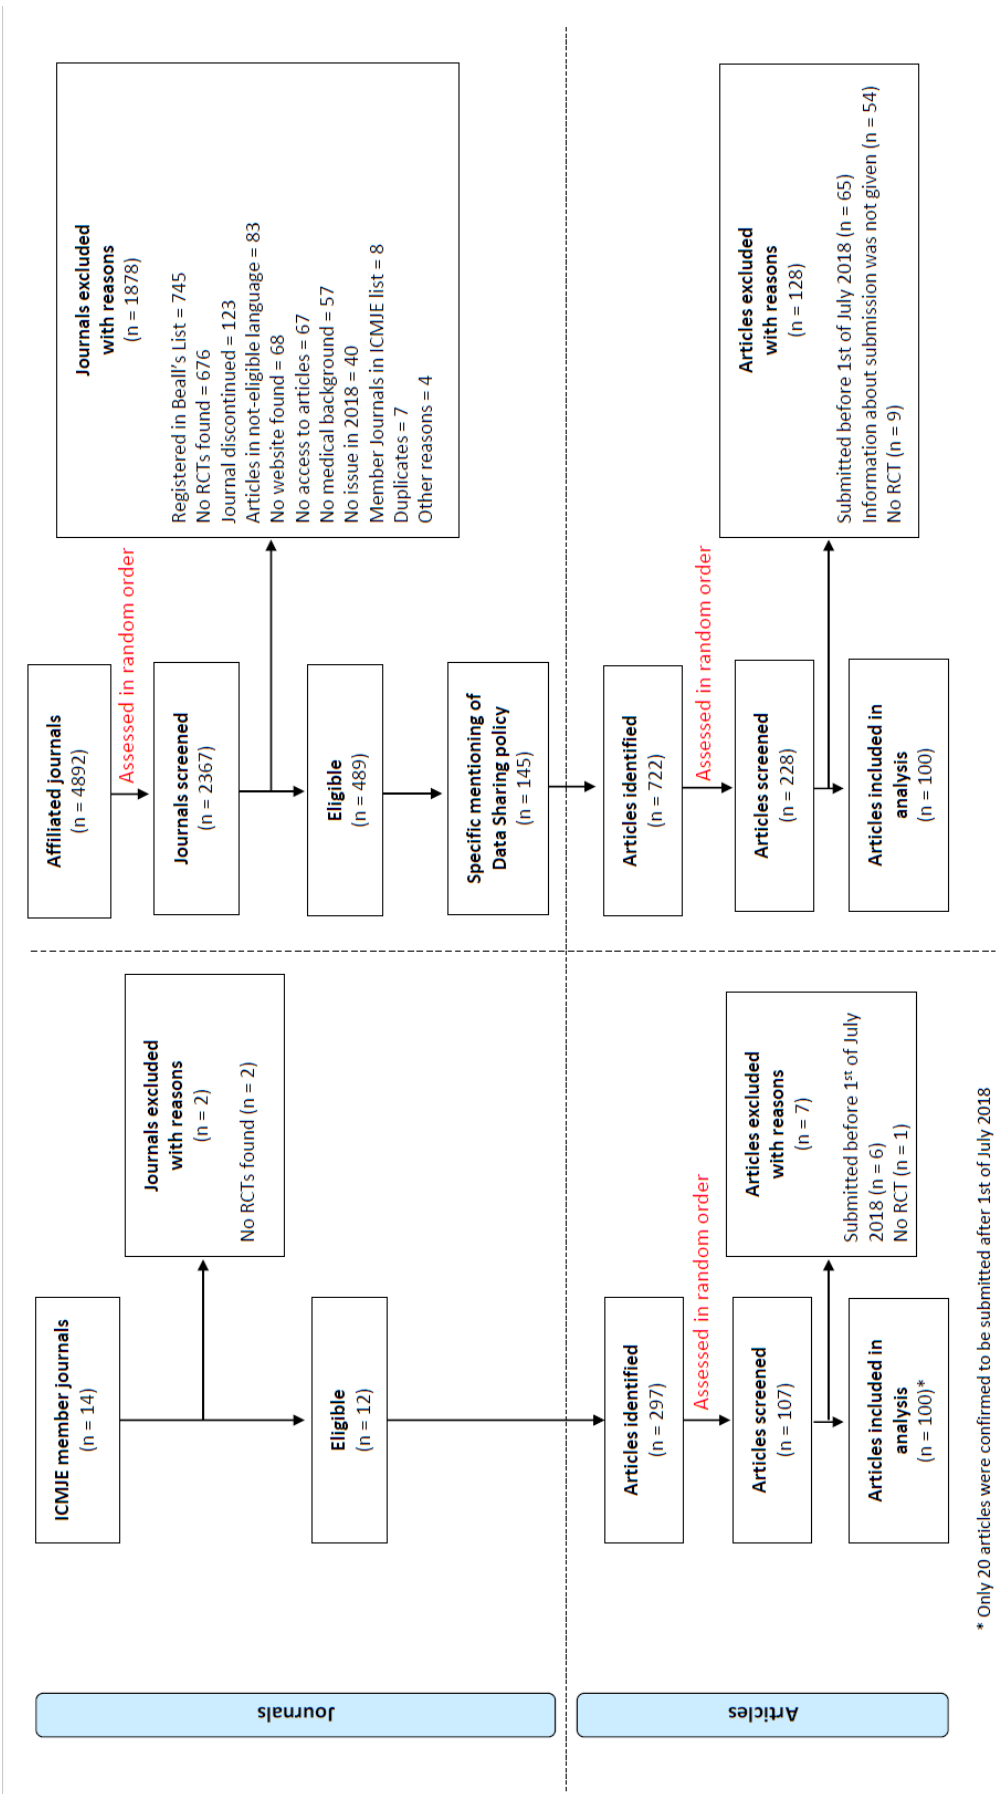 Journals
ICMJE member journals
(n = 14)
Journals excluded
with reasons
(n = 2)
No RCTs found (n = 2)
Eligible
(n = 12)
Affiliated journals
(n = 4892)
Assessed in random order
Journals screened
(n = 2367)
Journals excluded
with reasons
(n = 1878)
Registered in Beall's List = 745
No RCTs found = 676
Journal discontinued = 123
Articles in not-eligible language = 83
No website found = 68
No access to articles = 67
No medical background = 57
No issue in 2018 = 40
Member Journals in ICMJE list = 8
Duplicates = 7
Other reasons = 4
Eligible
(n = 489)
Specific mentioning of
Data Sharing policy
(n = 145)
Articles
Articles identified
(n = 297)
Assessed in random order
Articles screened
(n = 107)
Articles excluded
with reasons
(n = 7)
Submitted before 1st of July
2018 (n = 6)
No RCT (n = 1)
Articles included in
analysis
(n = 100)*
Articles identified
(n = 722)
Assessed in random order
Articles screened
(n = 228)
Articles excluded
with reasons
(n = 128)
Submitted before 1st of July 2018 (n = 65)
Information about submission was not given (n = 54)
No RCT (n = 9)
Articles included in
analysis
(n = 100)
* Only 20 articles were confirmed to be submitted after 1st of July 2018